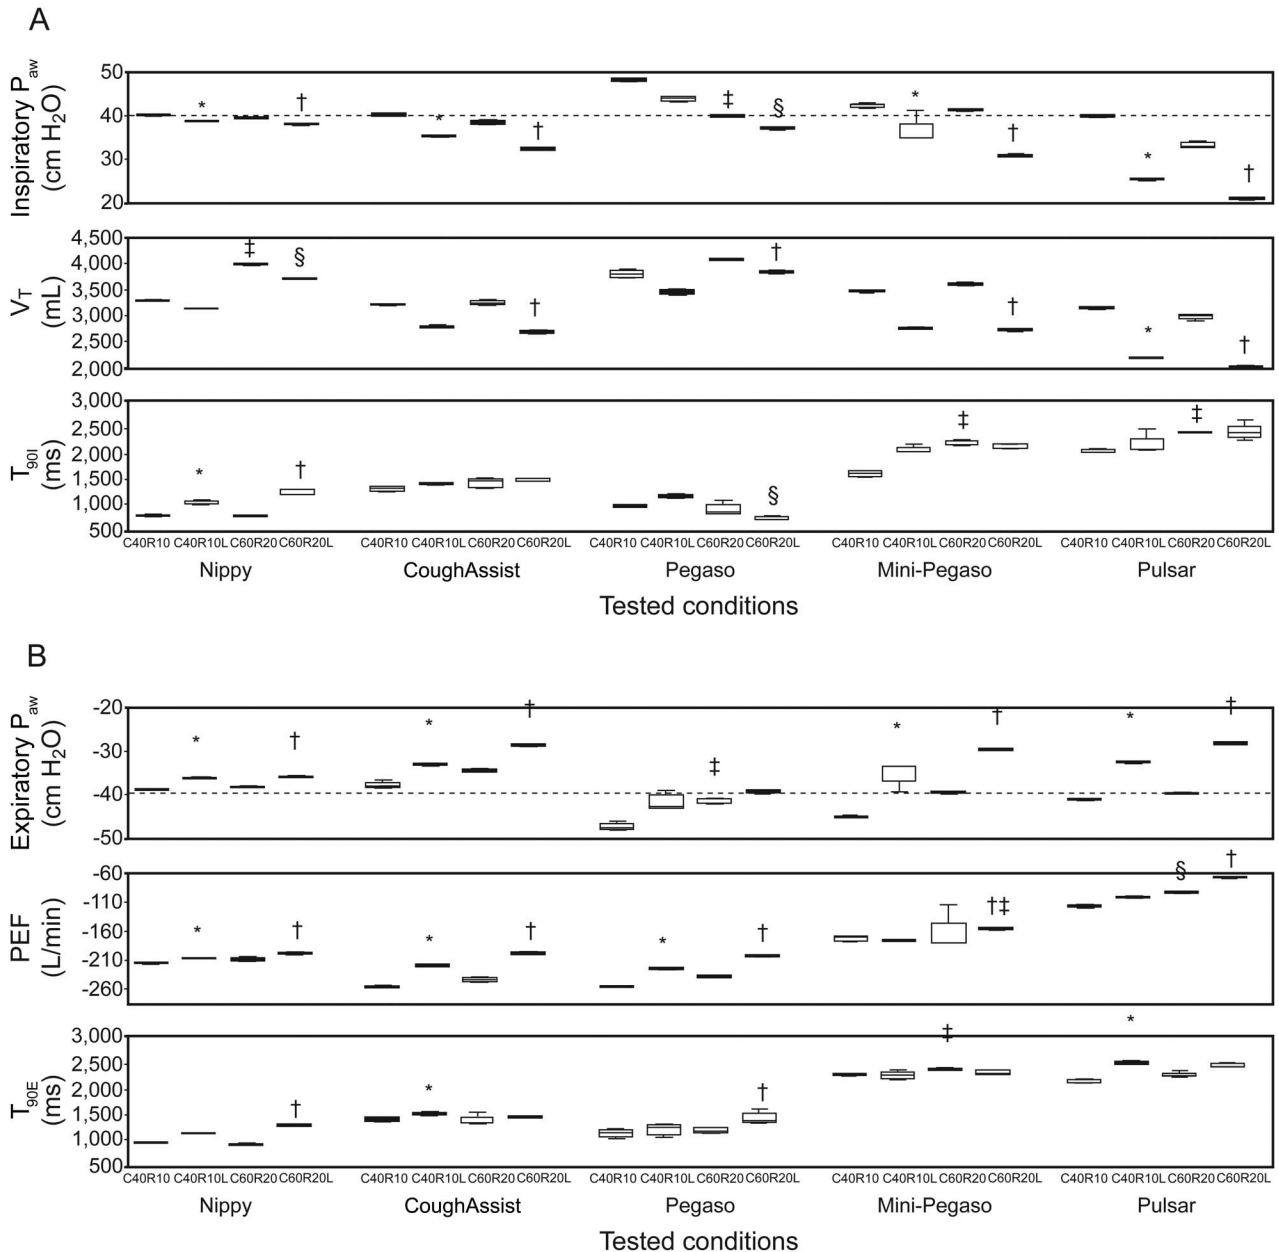 A
Inspiratory Paw
(cm H2O)
50
40
30
20
* † * † ‡ § * † * †
VT
(mL)
4,500
4,000
3,500
3,000
2,500
2,000
‡ § † † † * †
T90I
(ms)
3,000
2,500
2,000
1,500
1,000
500
* † § ‡ ‡
C40R10 C40R10L C60R20 C60R20L C40R10 C40R10L C60R20 C60R20L C40R10 C40R10L C60R20 C60R20L C40R10 C40R10L C60R20 C60R20L C40R10 C40R10L C60R20 C60R20L
Nippy CoughAssist Pegaso Mini-Pegaso Pulsar
Tested conditions
B
Expiratory Paw
(cm H2O)
-20
-30
-40
-50
* † * † ‡ * † * †
PEF
(L/min)
-60
-110
-160
-210
-260
* † * † * † †‡ § †
T90E
(ms)
3,000
2,500
2,000
1,500
1,000
500
† * † ‡ *
C40R10 C40R10L C60R20 C60R20L C40R10 C40R10L C60R20 C60R20L C40R10 C40R10L C60R20 C60R20L C40R10 C40R10L C60R20 C60R20L C40R10 C40R10L C60R20 C60R20L
Nippy CoughAssist Pegaso Mini-Pegaso Pulsar
Tested conditions